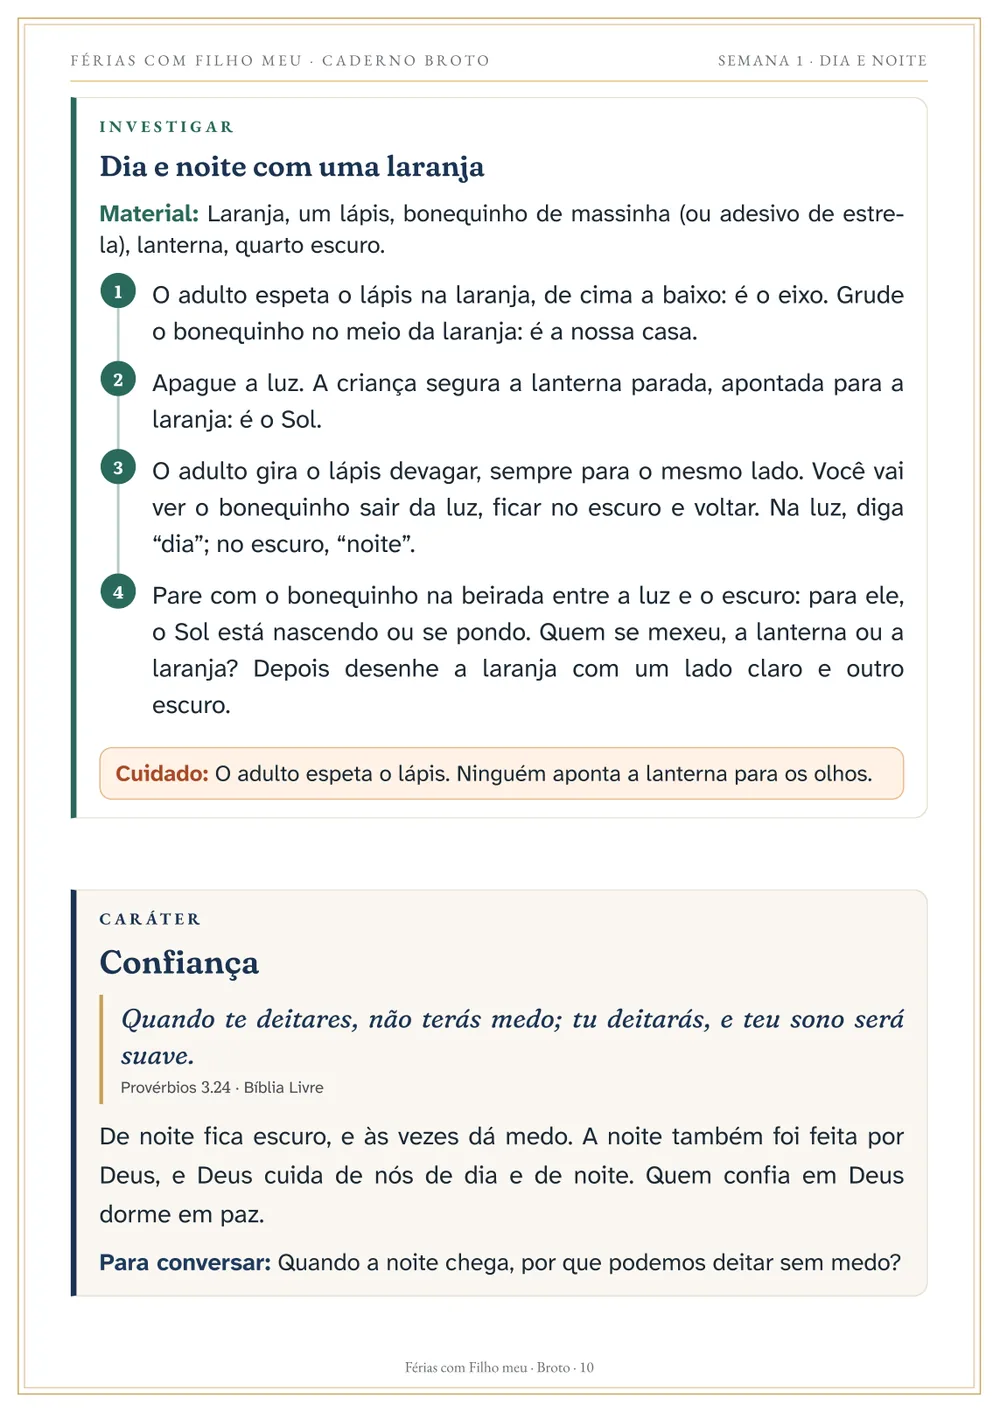 FÉRIAS COM FILHO MEU · CADERNO BROTO
SEMANA 1 · DIA E NOITE
INVESTIGAR
Dia e noite com uma laranja
Material: Laranja, um lápis, bonequinho de massinha (ou adesivo de estre-
la), lanterna, quarto escuro.
1 O adulto espeta o lápis na laranja, de cima a baixo: é o eixo. Grude
o bonequinho no meio da laranja: é a nossa casa.
2 Apague a luz. A criança segura a lanterna parada, apontada para a
laranja: é o Sol.
3 O adulto gira o lápis devagar, sempre para o mesmo lado. Você vai
ver o bonequinho sair da luz, ficar no escuro e voltar. Na luz, diga
“dia”; no escuro, “noite”.
4 Pare com o bonequinho na beirada entre a luz e o escuro: para ele,
o Sol está nascendo ou se pondo. Quem se mexeu, a lanterna ou a
laranja? Depois desenhe a laranja com um lado claro e outro
escuro.
Cuidado: O adulto espeta o lápis. Ninguém aponta a lanterna para os olhos.
CARÁTER
Confiança
Quando te deitares, não terás medo; tu deitarás, e teu sono será
suave.
Provérbios 3.24 · Bíblia Livre
De noite fica escuro, e às vezes dá medo. A noite também foi feita por
Deus, e Deus cuida de nós de dia e de noite. Quem confia em Deus
dorme em paz.
Para conversar: Quando a noite chega, por que podemos deitar sem medo?
Férias com Filho meu · Broto · 10